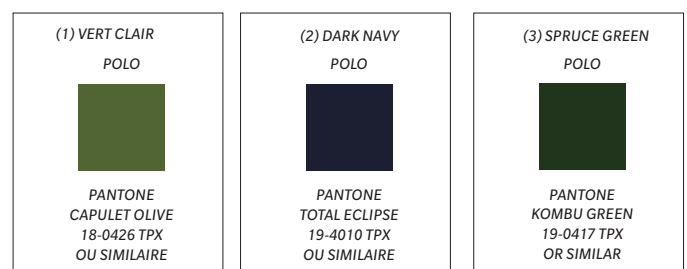 (1) VERT CLAIR
POLO
PANTONE
CAPULET OLIVE
18-0426 TPX
OU SIMILAIRE
(2) DARK NAVY
POLO
PANTONE
TOTAL ECLIPSE
19-4010 TPX
OU SIMILAIRE
(3) SPRUCE GREEN
POLO
PANTONE
KOMBU GREEN
19-0417 TPX
OR SIMILAR